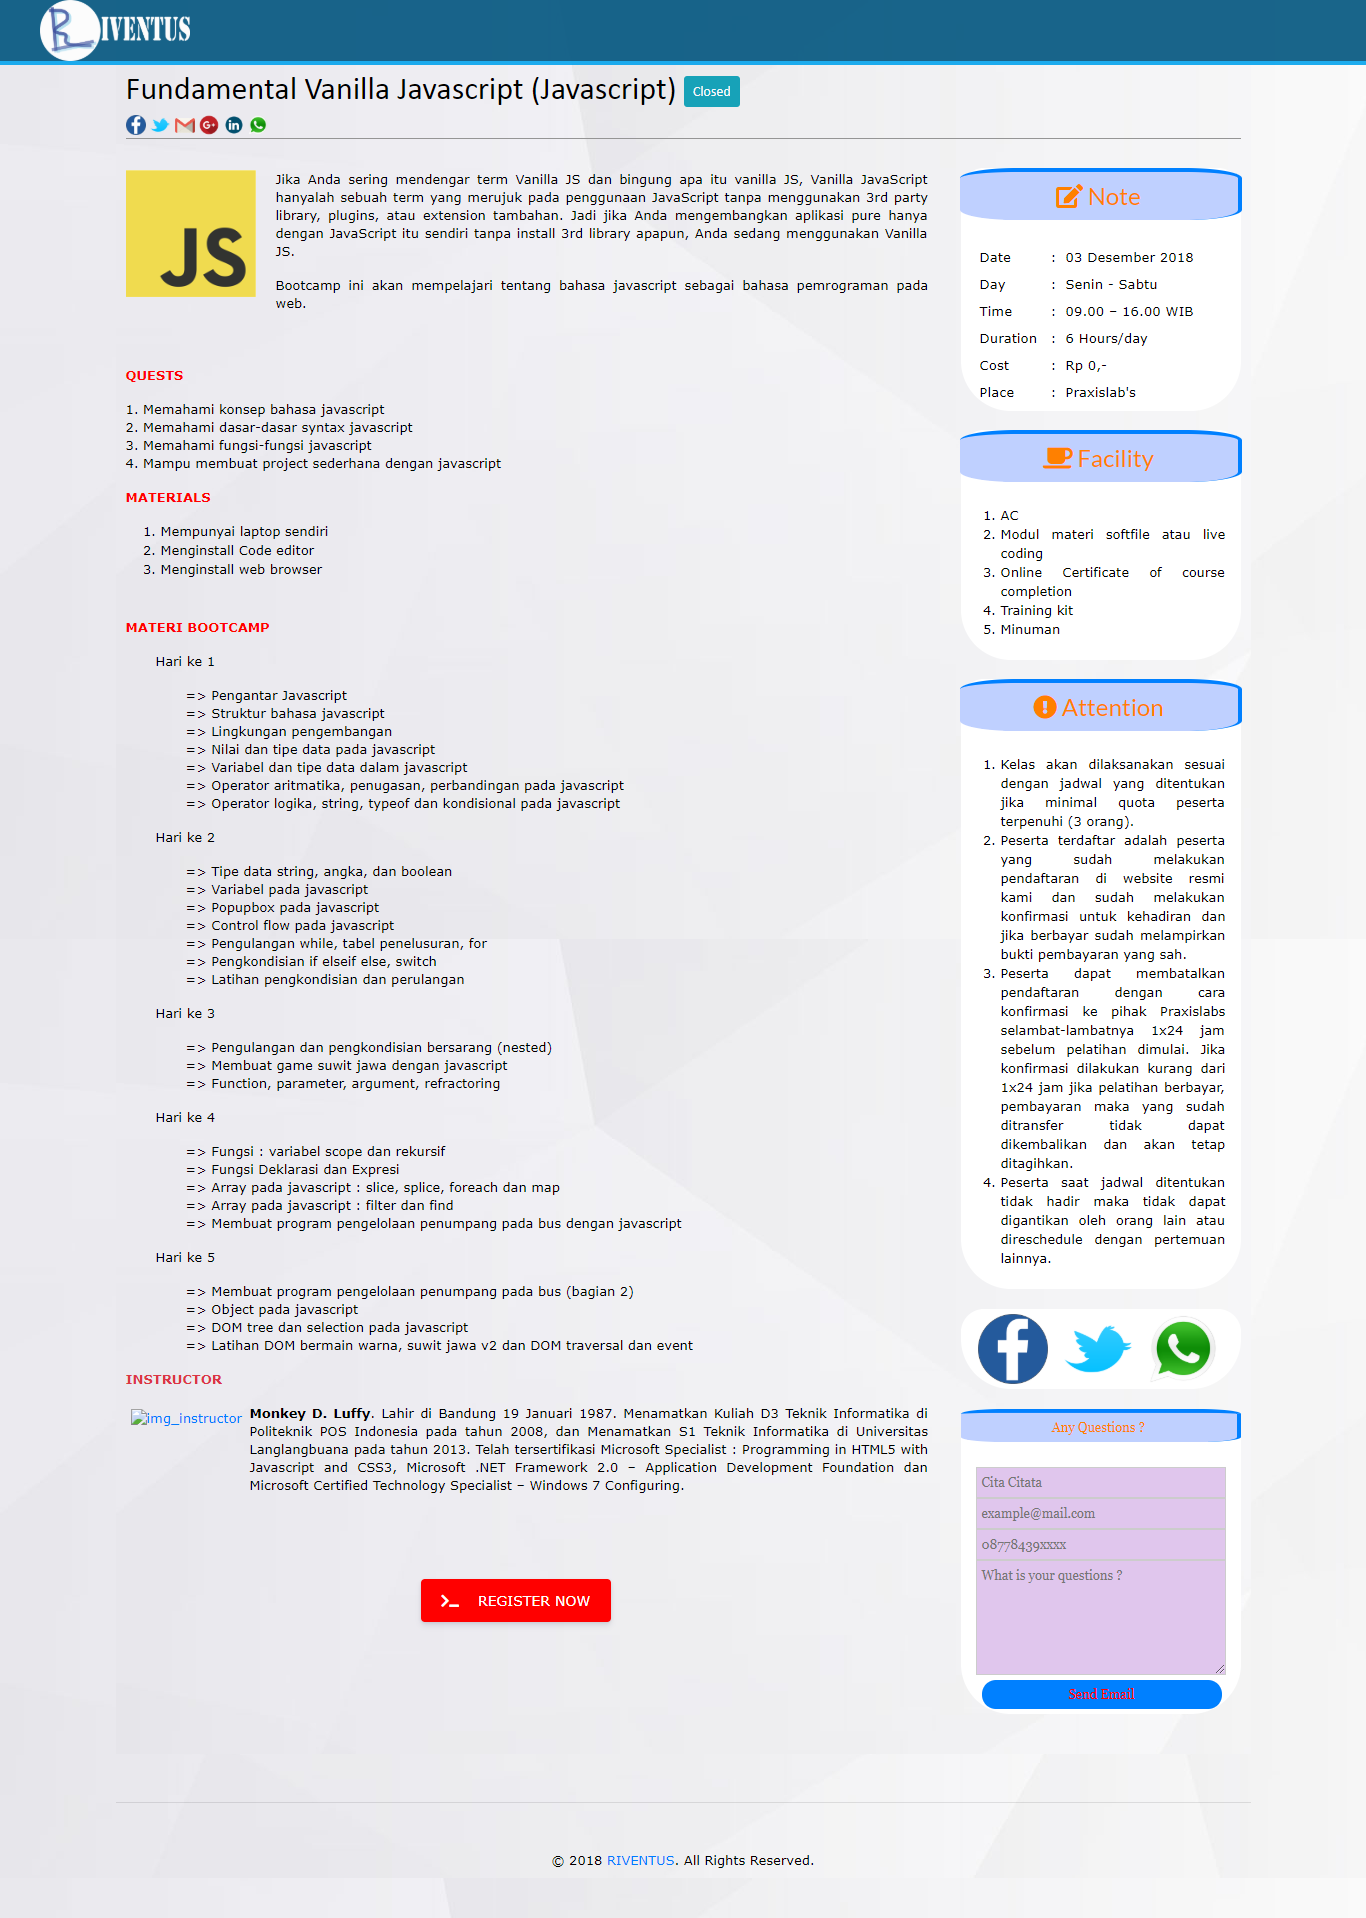 RIVENTUS
Fundamental Vanilla Javascript (Javascript) Closed
JS
Jika Anda sering mendengar term Vanilla JS dan bingung apa itu vanilla JS, Vanilla JavaScript
hanyalah sebuah term yang merujuk pada penggunaan JavaScript tanpa menggunakan 3rd party
library, plugins, atau extension tambahan. Jadi jika Anda mengembangkan aplikasi pure hanya
dengan JavaScript itu sendiri tanpa install 3rd library apapun, Anda sedang menggunakan Vanilla
JS.
Bootcamp ini akan mempelajari tentang bahasa javascript sebagai bahasa pemrograman pada
web.
QUESTS
1. Memahami konsep bahasa javascript
2. Memahami dasar-dasar syntax javascript
3. Memahami fungsi-fungsi javascript
4. Mampu membuat project sederhana dengan javascript
MATERIALS
1. Mempunyai laptop sendiri
2. Menginstall Code editor
3. Menginstall web browser
MATERI BOOTCAMP
Hari ke 1
=> Pengantar Javascript
=> Struktur bahasa javascript
=> Lingkungan pengembangan
=> Nilai dan tipe data pada javascript
=> Variabel dan tipe data dalam javascript
=> Operator aritmatika, penugasan, perbandingan pada javascript
=> Operator logika, string, typeof dan kondisional pada javascript
Hari ke 2
=> Tipe data string, angka, dan boolean
=> Variabel pada javascript
=> Popupbox pada javascript
=> Control flow pada javascript
=> Pengulangan while, tabel penelusuran, for
=> Pengkondisian if elseif else, switch
=> Latihan pengkondisian dan perulangan
Hari ke 3
=> Pengulangan dan pengkondisian bersarang (nested)
=> Membuat game suwit jawa dengan javascript
=> Function, parameter, argument, refractoring
Hari ke 4
=> Fungsi : variabel scope dan rekursif
=> Fungsi Deklarasi dan Expresi
=> Array pada javascript : slice, splice, foreach dan map
=> Array pada javascript : filter dan find
=> Membuat program pengelolaan penumpang pada bus dengan javascript
Hari ke 5
=> Membuat program pengelolaan penumpang pada bus (bagian 2)
=> Object pada javascript
=> DOM tree dan selection pada javascript
=> Latihan DOM bermain warna, suwit jawa v2 dan DOM traversal dan event
INSTRUCTOR
img_instructor
Monkey D. Luffy. Lahir di Bandung 19 Januari 1987. Menamatkan Kuliah D3 Teknik Informatika di
Politeknik POS Indonesia pada tahun 2008, dan Menamatkan S1 Teknik Informatika di Universitas
Langlangbuana pada tahun 2013. Telah tersertifikasi Microsoft Specialist : Programming in HTML5 with
Javascript and CSS3, Microsoft .NET Framework 2.0 – Application Development Foundation dan
Microsoft Certified Technology Specialist – Windows 7 Configuring.
REGISTER NOW
Note
Date : 03 Desember 2018
Day : Senin - Sabtu
Time : 09.00 – 16.00 WIB
Duration : 6 Hours/day
Cost : Rp 0,-
Place : Praxislab's
Facility
1. AC
2. Modul materi softfile atau live
coding
3. Online Certificate of course
completion
4. Training kit
5. Minuman
Attention
1. Kelas akan dilaksanakan sesuai
dengan jadwal yang ditentukan
jika minimal quota peserta
terpenuhi (3 orang).
2. Peserta terdaftar adalah peserta
yang sudah melakukan
pendaftaran di website resmi
kami dan sudah melakukan
konfirmasi untuk kehadiran dan
jika berbayar sudah melampirkan
bukti pembayaran yang sah.
3. Peserta dapat membatalkan
pendaftaran dengan cara
konfirmasi ke pihak Praxislabs
selambat-lambatnya 1x24 jam
sebelum pelatihan dimulai. Jika
konfirmasi dilakukan kurang dari
1x24 jam jika pelatihan berbayar,
pembayaran maka yang sudah
ditransfer tidak dapat
dikembalikan dan akan tetap
ditagihkan.
4. Peserta saat jadwal ditentukan
tidak hadir maka tidak dapat
digantikan oleh orang lain atau
direschedule dengan pertemuan
lainnya.
Any Questions ?
Cita Citata
example@mail.com
08778439xxxx
What is your questions ?
Send Email
© 2018 RIVENTUS. All Rights Reserved.